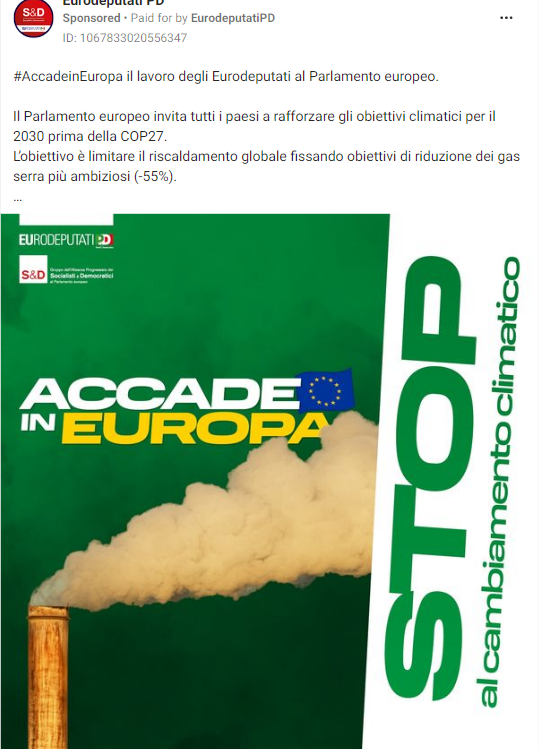 Eurodeputati PD
Sponsored • Paid for by EurodeputatiPD
ID: 1067833020556347
#AccadeinEuropa il lavoro degli Eurodeputati al Parlamento europeo.
Il Parlamento europeo invita tutti i paesi a rafforzare gli obiettivi climatici per il
2030 prima della COP27.
L'obiettivo è limitare il riscaldamento globale fissando obiettivi di riduzione dei gas
serra più ambiziosi (-55%).
...
EURODEPUTATI PD
S&D
Gruppo dell'Alleanza Progressista dei
Socialisti & Democratici
al Parlamento europeo
ACCADE
IN EUROPA
STOP
al cambiamento climatico
S&D